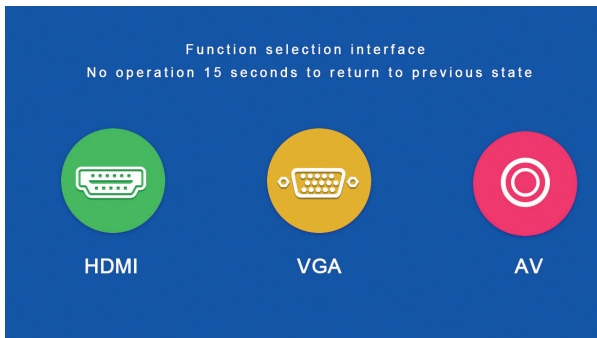 Function selection interface
No operation 15 seconds to return to previous state
HDMI
VGA
AV